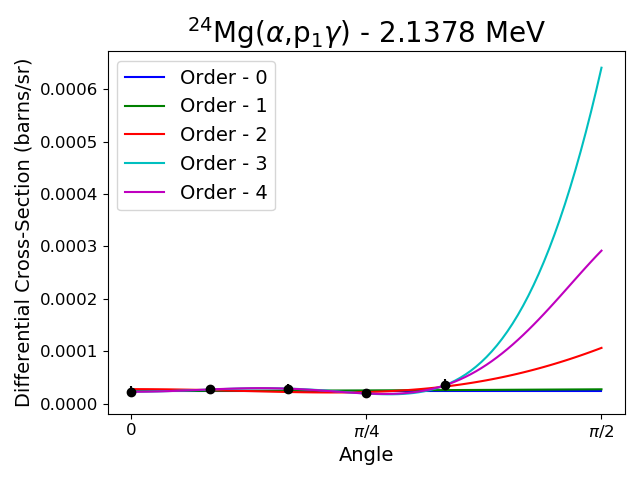 ²⁴Mg(α,p₁γ) - 2.1378 MeV
Differential Cross-Section (barns/sr)
0.0006
0.0005
0.0004
0.0003
0.0002
0.0001
0.0000
Order - 0
Order - 1
Order - 2
Order - 3
Order - 4
0 π/4 π/2
Angle